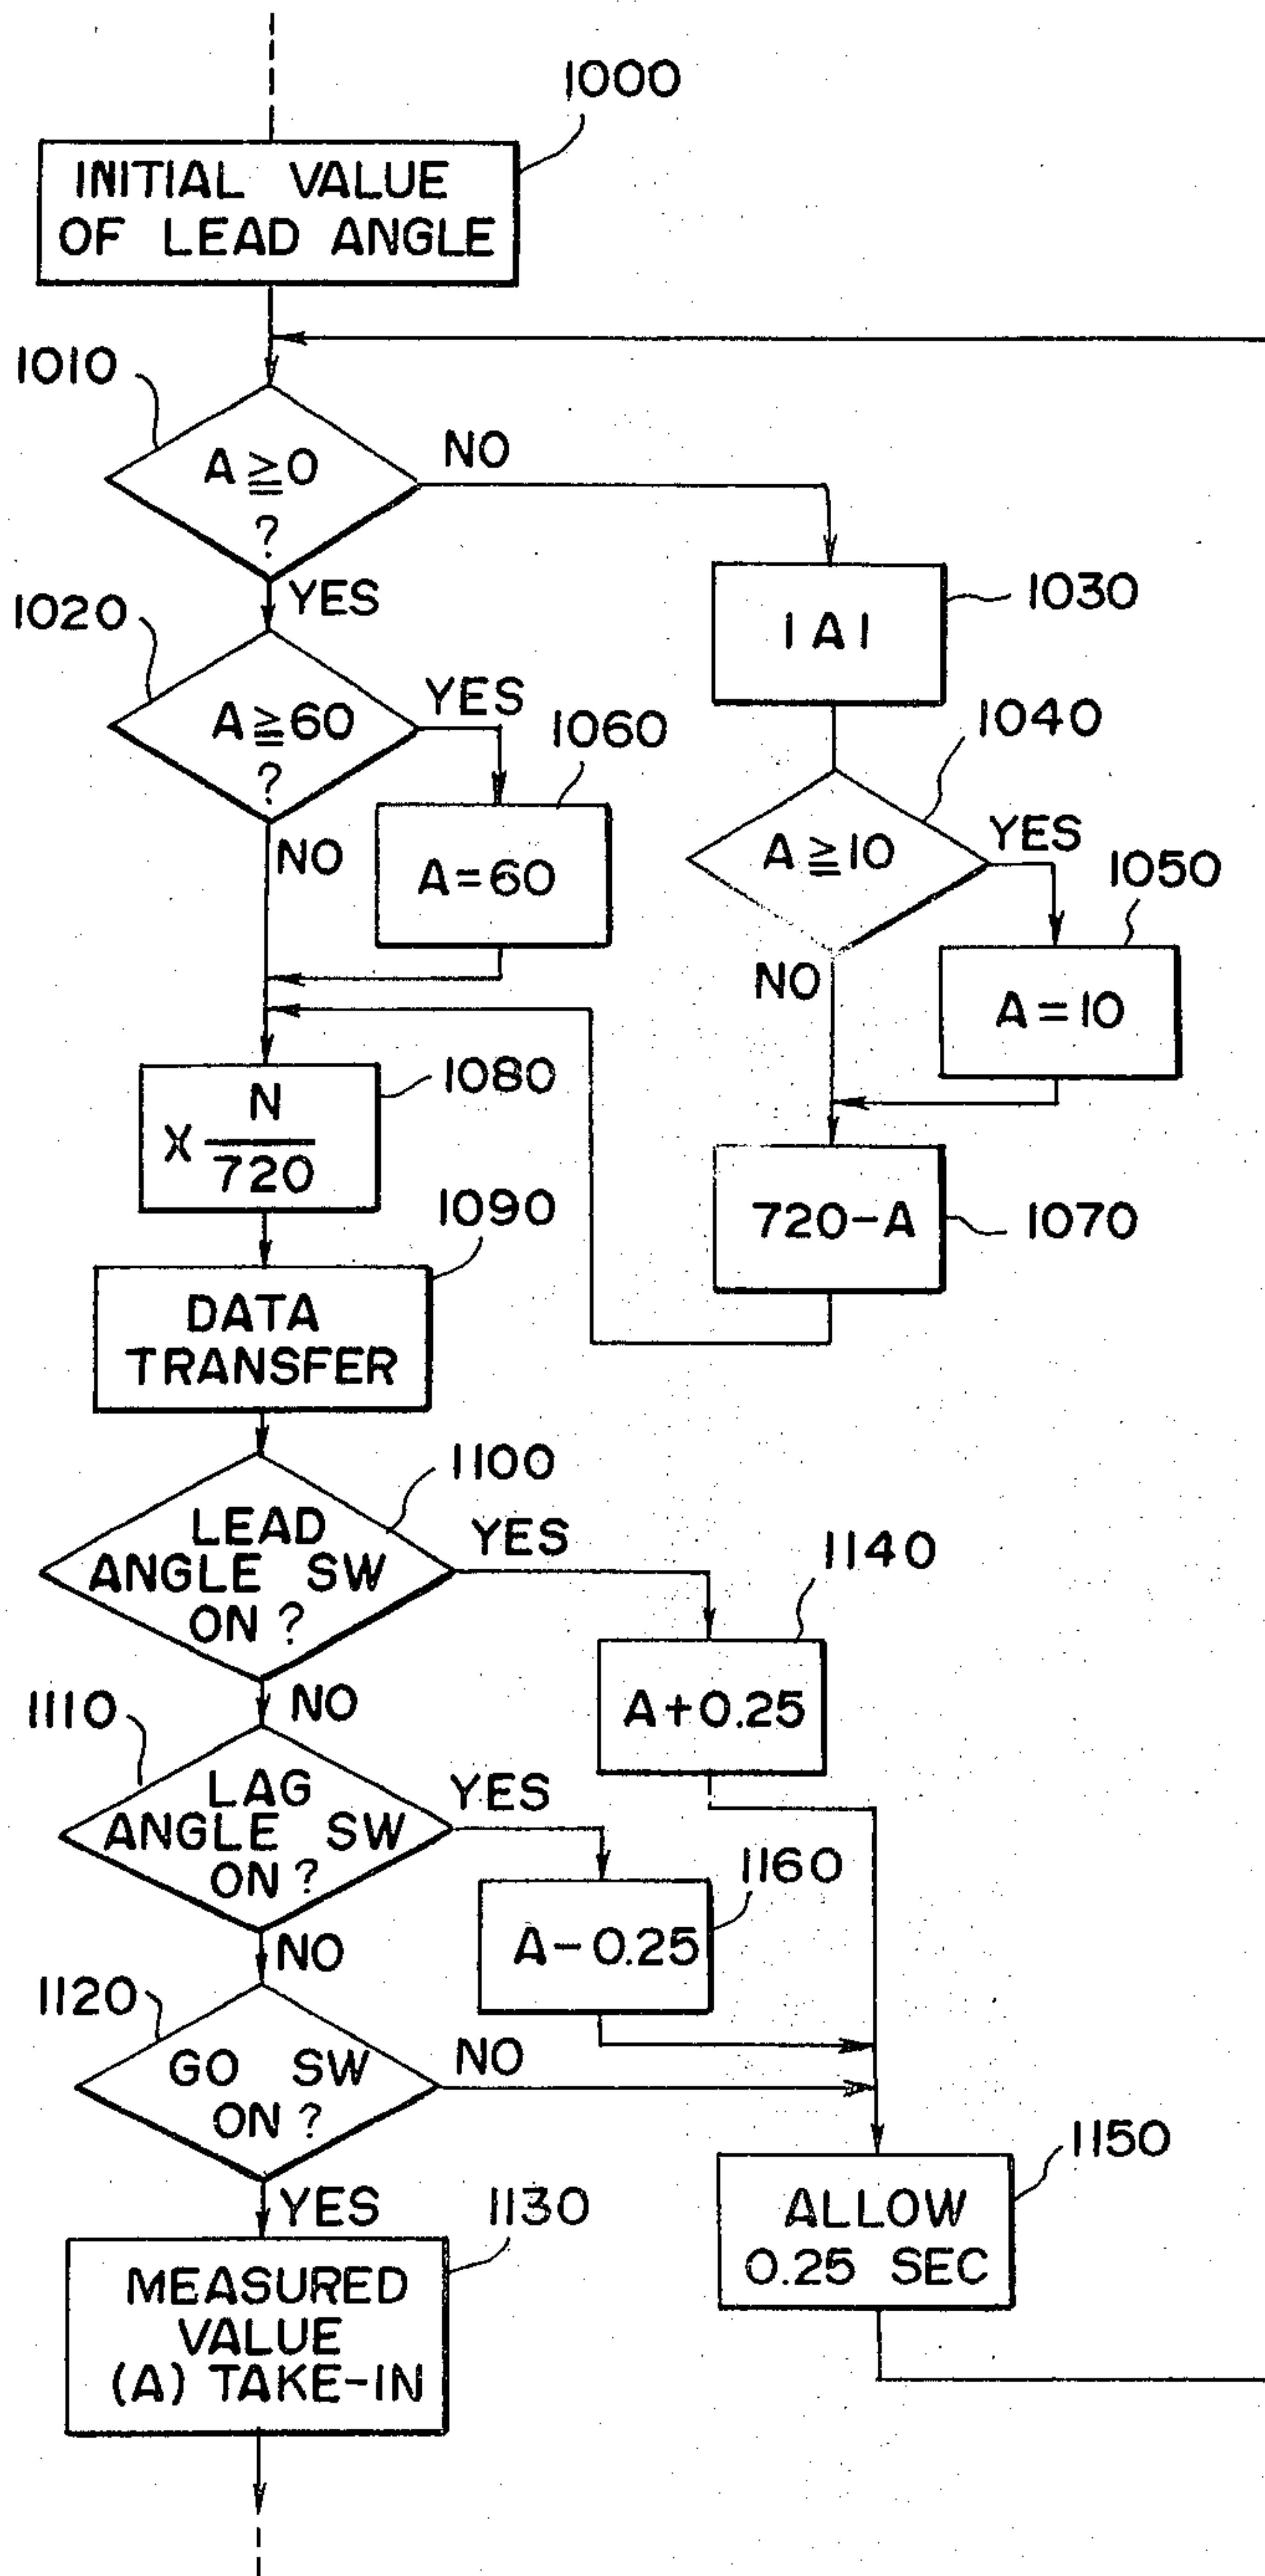 1000
INITIAL VALUE
OF LEAD ANGLE
1010
A ≧ 0
?
NO
YES
1030
| A |
1020
A ≧ 60
?
YES
NO
1060
A = 60
1040
A ≧ 10
YES
NO
1050
A = 10
1080
X N/720
1070
720-A
1090
DATA
TRANSFER
1100
LEAD
ANGLE SW
ON ?
YES
NO
1140
A+0.25
1110
LAG
ANGLE SW
ON ?
YES
NO
1160
A-0.25
1120
GO SW
ON ?
NO
YES
1150
ALLOW
0.25 SEC
1130
MEASURED
VALUE
(A) TAKE-IN